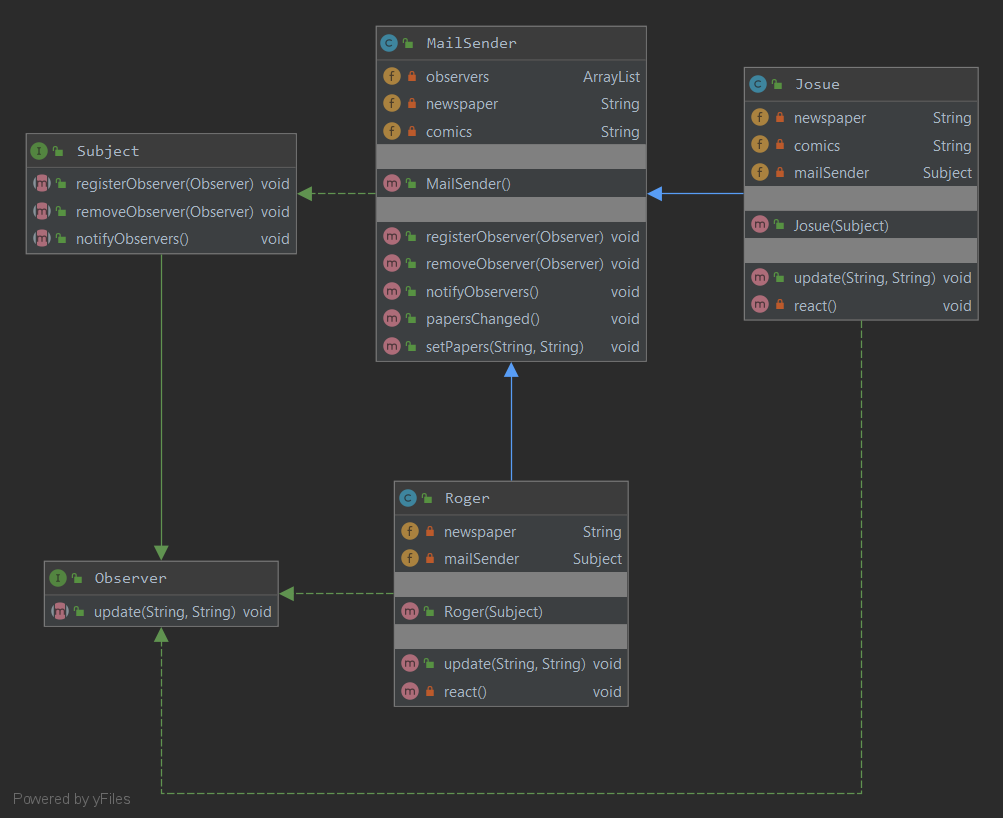 MailSender
observers ArrayList
newspaper String
comics String
MailSender()
registerObserver(Observer) void
removeObserver(Observer) void
notifyObservers() void
papersChanged() void
setPapers(String, String) void
Josue
newspaper String
comics String
mailSender Subject
Josue(Subject)
update(String, String) void
react() void
Subject
registerObserver(Observer) void
removeObserver(Observer) void
notifyObservers() void
Roger
newspaper String
mailSender Subject
Roger(Subject)
update(String, String) void
react() void
Observer
update(String, String) void
Powered by yFiles